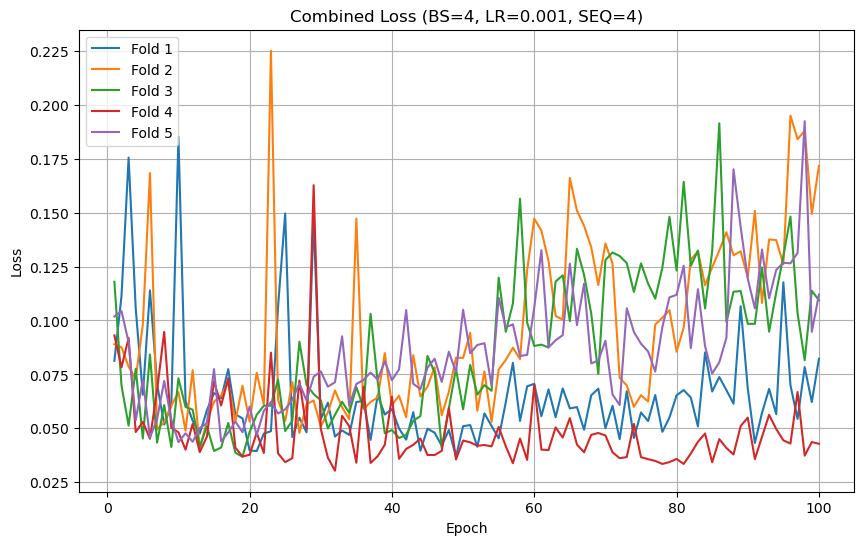 Combined Loss (BS=4, LR=0.001, SEQ=4)
Fold 1
Fold 2
Fold 3
Fold 4
Fold 5
Loss
0.225
0.200
0.175
0.150
0.125
0.100
0.075
0.050
0.025
0 20 40 60 80 100
Epoch